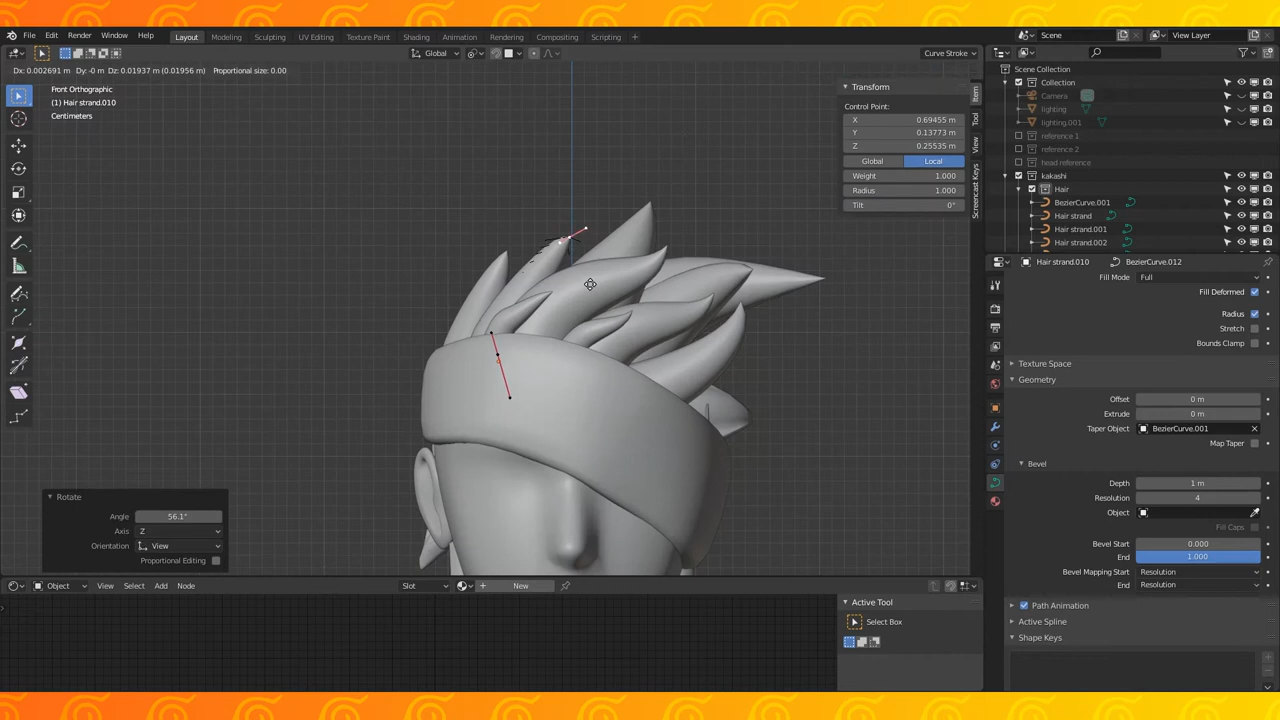 File Edit Render Window Help
Layout Modeling Sculpting UV Editing Texture Paint Shading Animation Rendering Compositing Scripting +
Scene
View Layer
Global
Curve Stroke
Dx: 0.002691 m Dy: -0 m Dz: 0.01937 m (0.01956 m) Proportional size: 0.00
Front Orthographic
(1) Hair strand.010
Centimeters
Transform
Control Point:
X 0.69455 m
Y 0.13773 m
Z 0.25535 m
Global Local
Weight 1.000
Radius 1.000
Tilt 0°
Item
Tool
View
Screencast Keys
Scene Collection
Collection
Camera
lighting
lighting.001
reference 1
reference 2
head reference
kakashi
Hair
BezierCurve.001
Hair strand
Hair strand.001
Hair strand.002
Hair strand.010 BezierCurve.012
Fill Mode Full
Fill Deformed
Radius
Stretch
Bounds Clamp
Texture Space
Geometry
Offset 0 m
Extrude 0 m
Taper Object BezierCurve.001
Map Taper
Bevel
Depth 1 m
Resolution 4
Object
Fill Caps
Bevel Start 0.000
End 1.000
Bevel Mapping Start Resolution
End Resolution
Path Animation
Active Spline
Shape Keys
Rotate
Angle 56.1°
Axis Z
Orientation View
Proportional Editing
Object View Select Add Node
Slot
New
Active Tool
Select Box